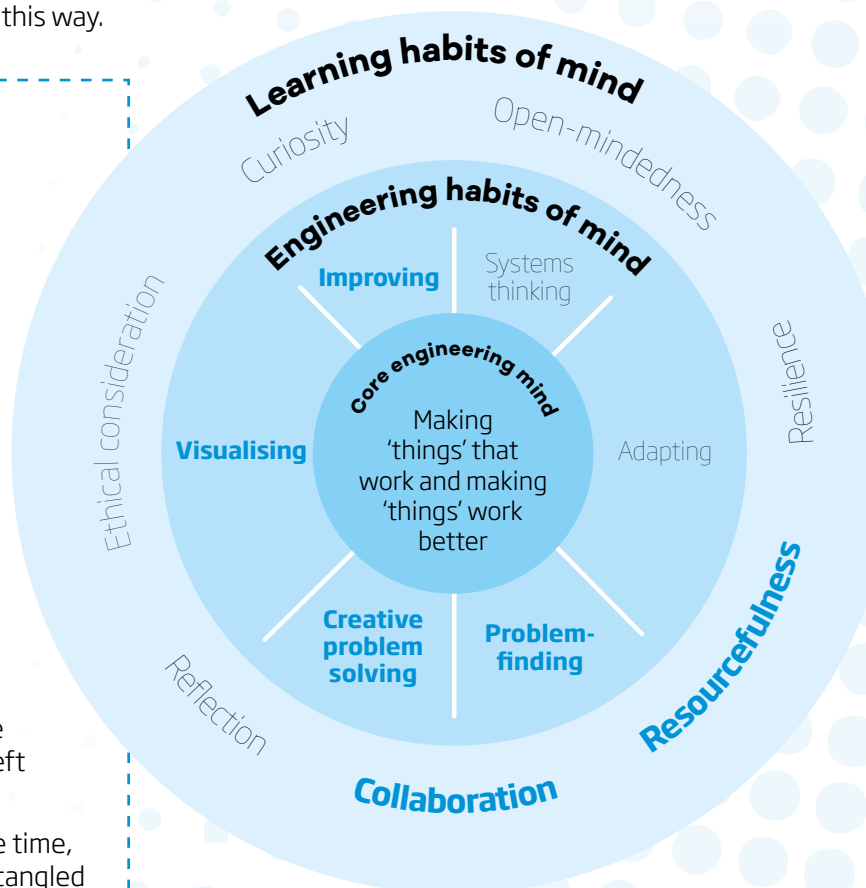 this way.
Learning habits of mind
Curiosity
Open-mindedness
Resilience
Resourcefulness
Collaboration
Reflection
Ethical consideration
Engineering habits of mind
Improving
Systems
thinking
Adapting
Problem-
finding
Creative
problem
solving
Visualising
Core engineering mind
Making
'things' that
work and making
'things' work
better
eft
e time,
tangled